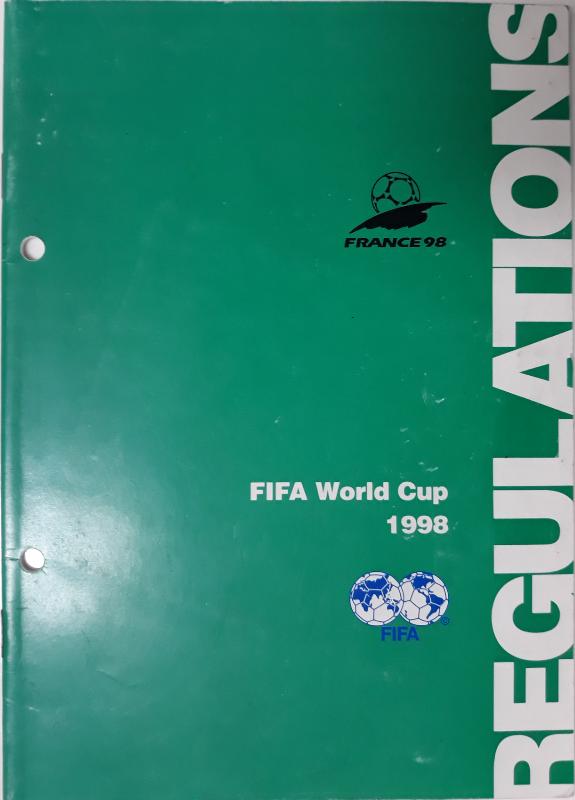 REGULATIONS
FRANCE 98
FIFA World Cup
1998
FIFA
®